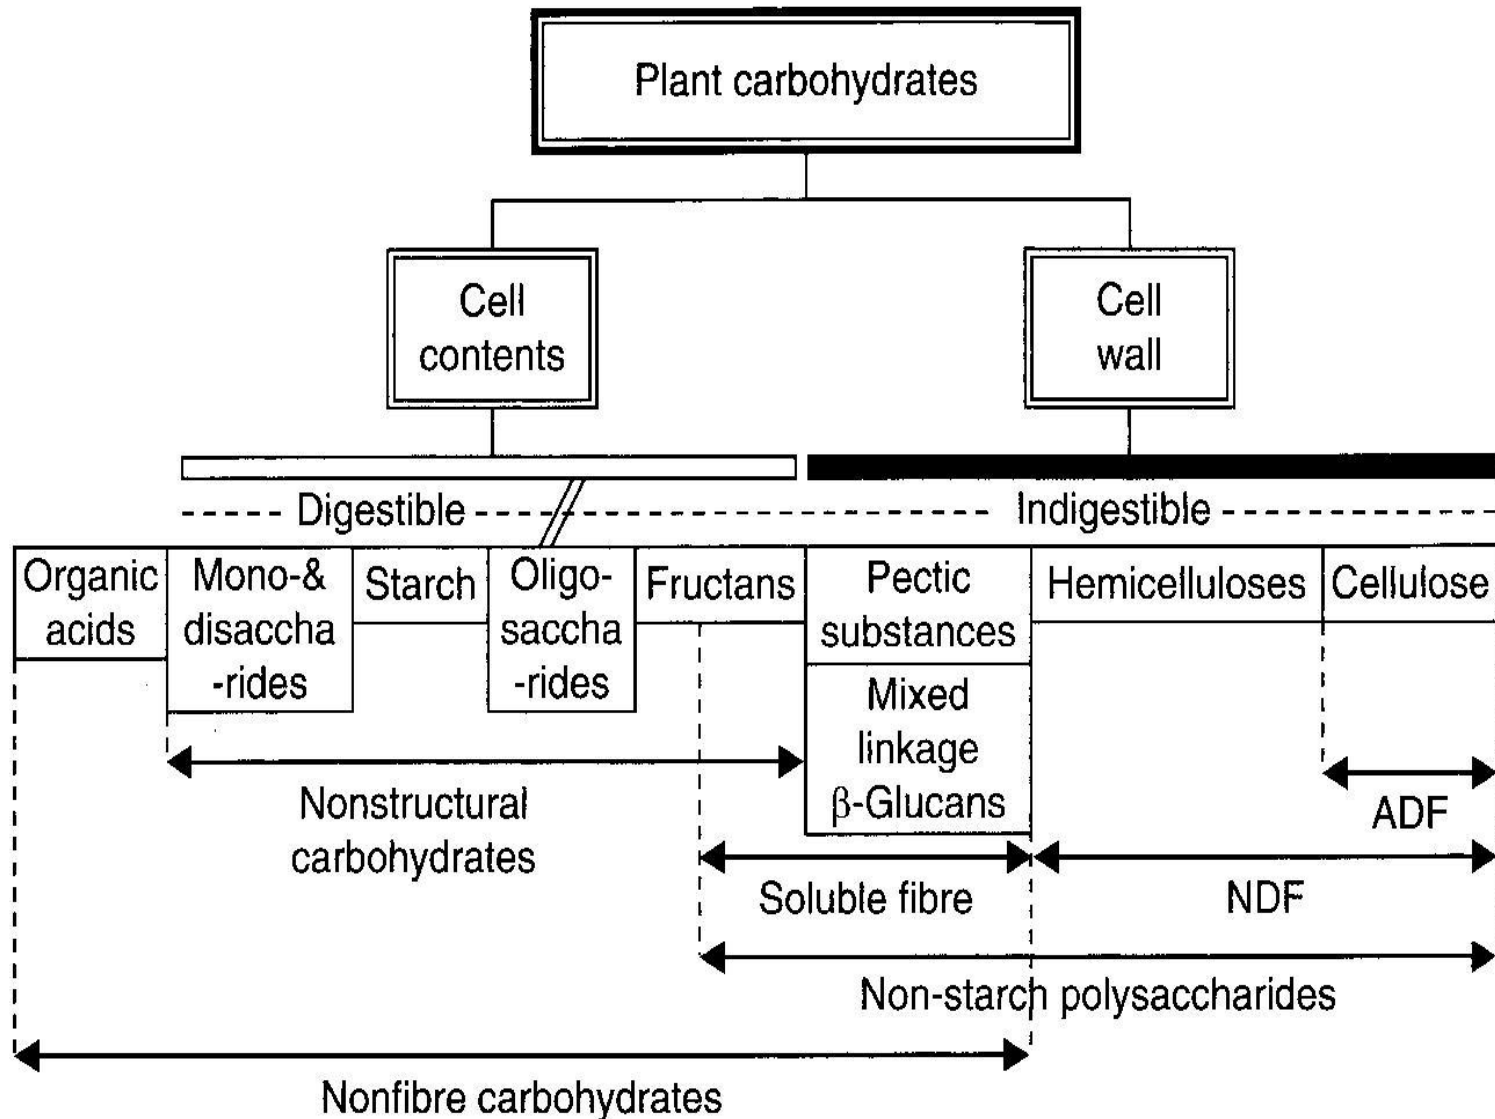 Plant carbohydrates
Cell
contents
Cell
wall
Digestible
Indigestible
Organic
acids
Mono-&
disaccha
-rides
Starch
Oligo-
saccha
-rides
Fructans
Pectic
substances
Mixed
linkage
β-Glucans
Hemicelluloses
Cellulose
Nonstructural
carbohydrates
ADF
Soluble fibre
NDF
Non-starch polysaccharides
Nonfibre carbohydrates